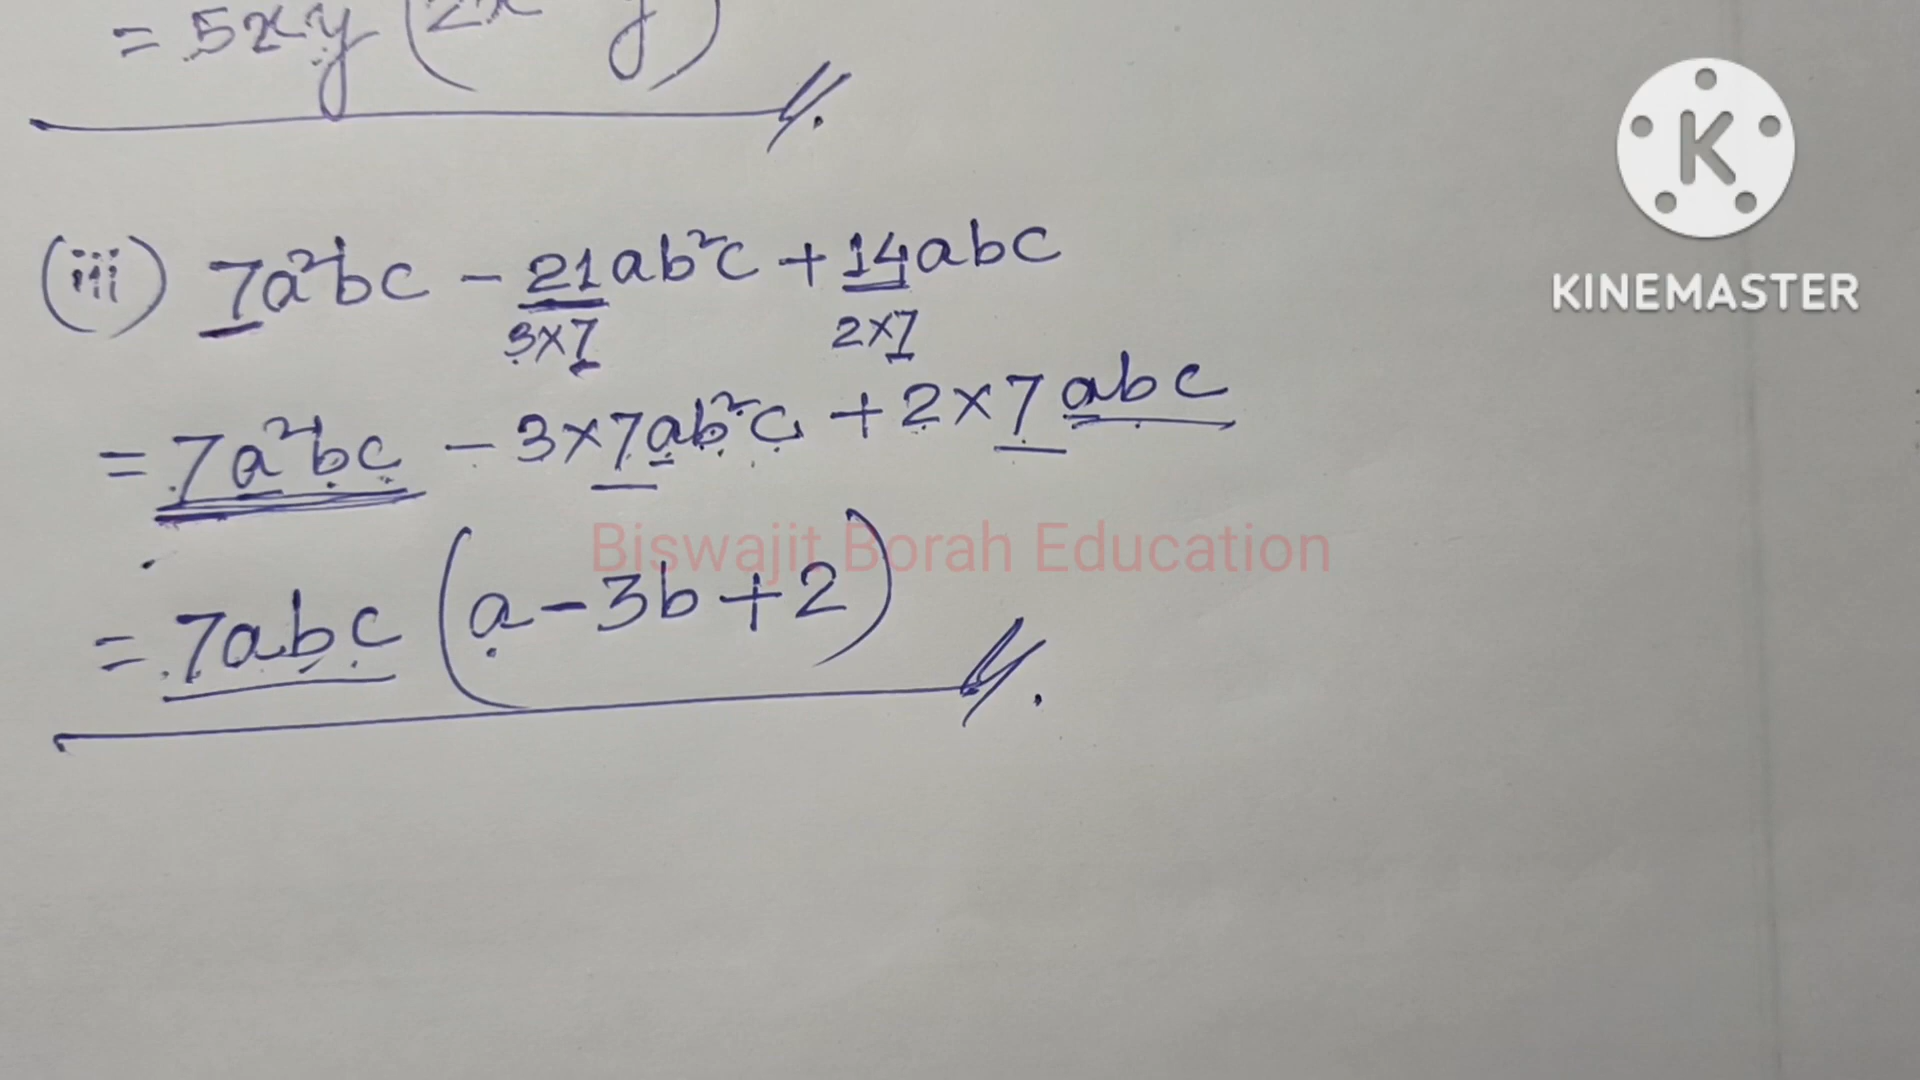 = 5xy (2x y)
(iii) 7a²bc - 21ab²c + 14abc
3×7 2×7
= 7a²bc - 3×7ab²c + 2×7abc
= 7abc (a-3b+2)
Biswajit Borah Education
KINEMASTER